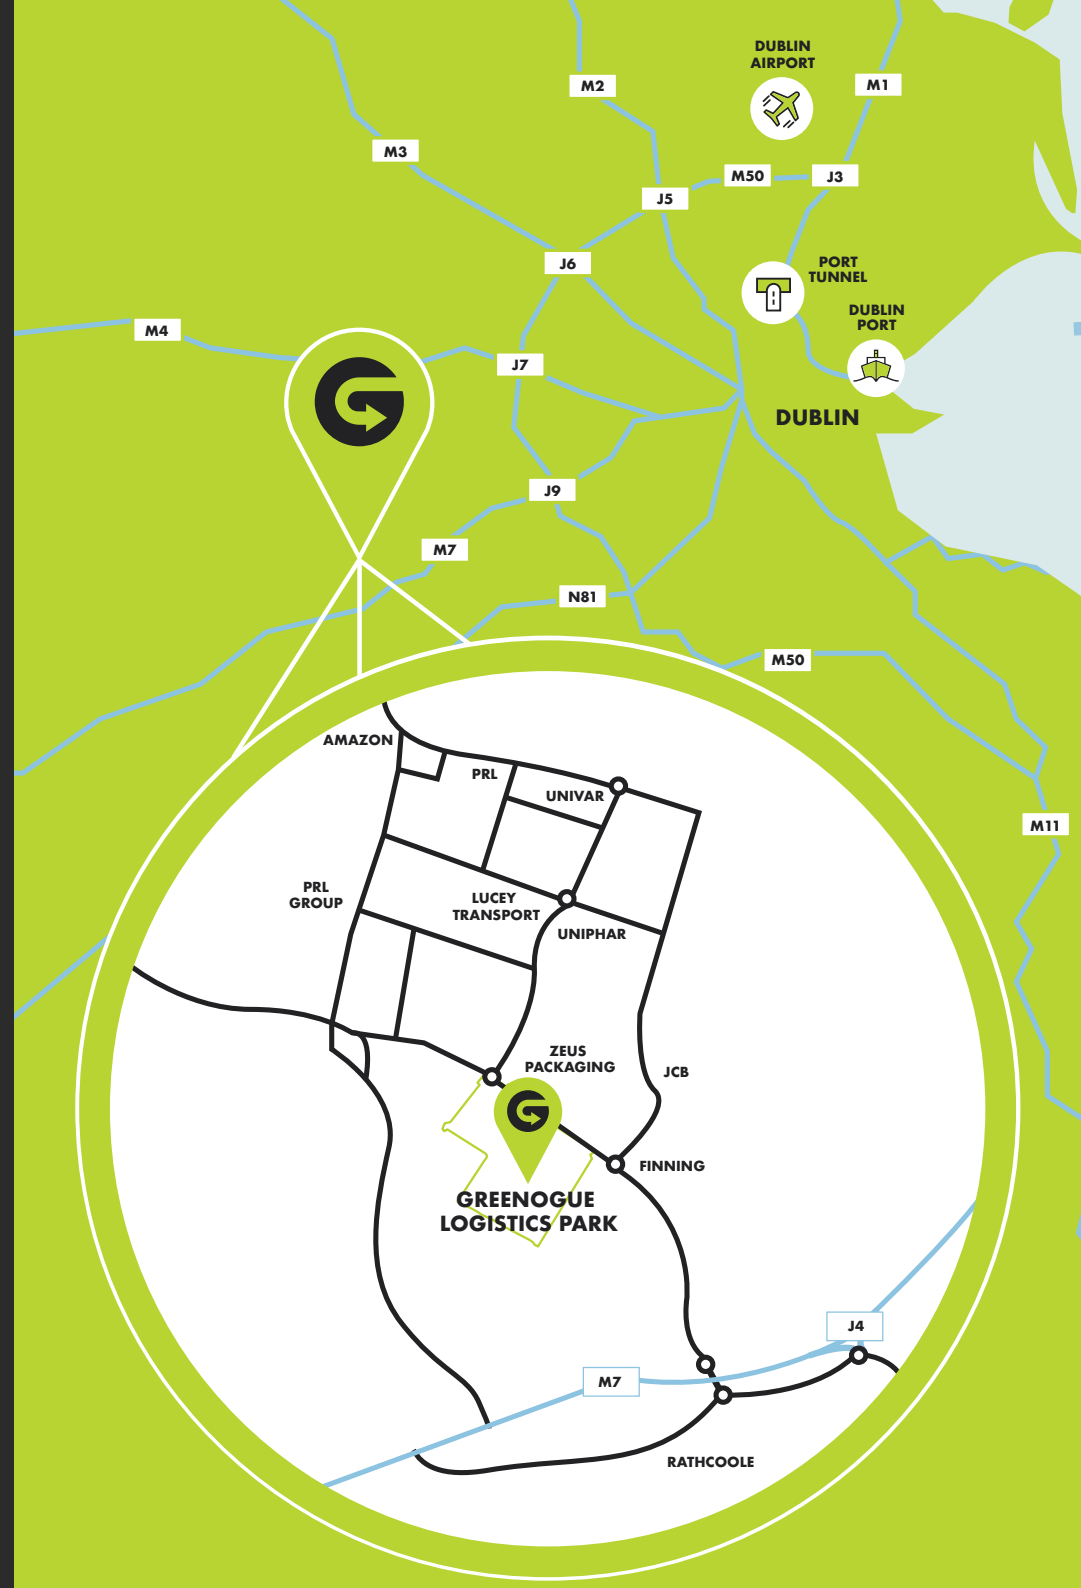 DUBLIN
AIRPORT
M2
M1
M3
M50
J3
J5
J6
PORT
TUNNEL
DUBLIN
PORT
M4
J7
DUBLIN
J9
M7
N81
M50
AMAZON
PRL
UNIVAR
M11
PRL
GROUP
LUCEY
TRANSPORT
UNIPHAR
ZEUS
PACKAGING
JCB
FINNING
GREENOGUE
LOGISTICS PARK
J4
M7
RATHCOOLE